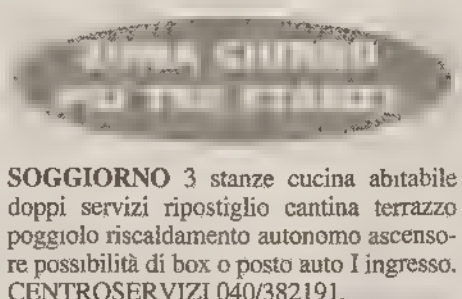 SOGGIORNO 3 stanze cucina abitabile
doppi servizi ripostiglio cantina terrazzo
poggiolo riscaldamento autonomo ascenso-
re possibilità di box o posto auto I ingresso.
CENTROSERVIZI 040/382191.